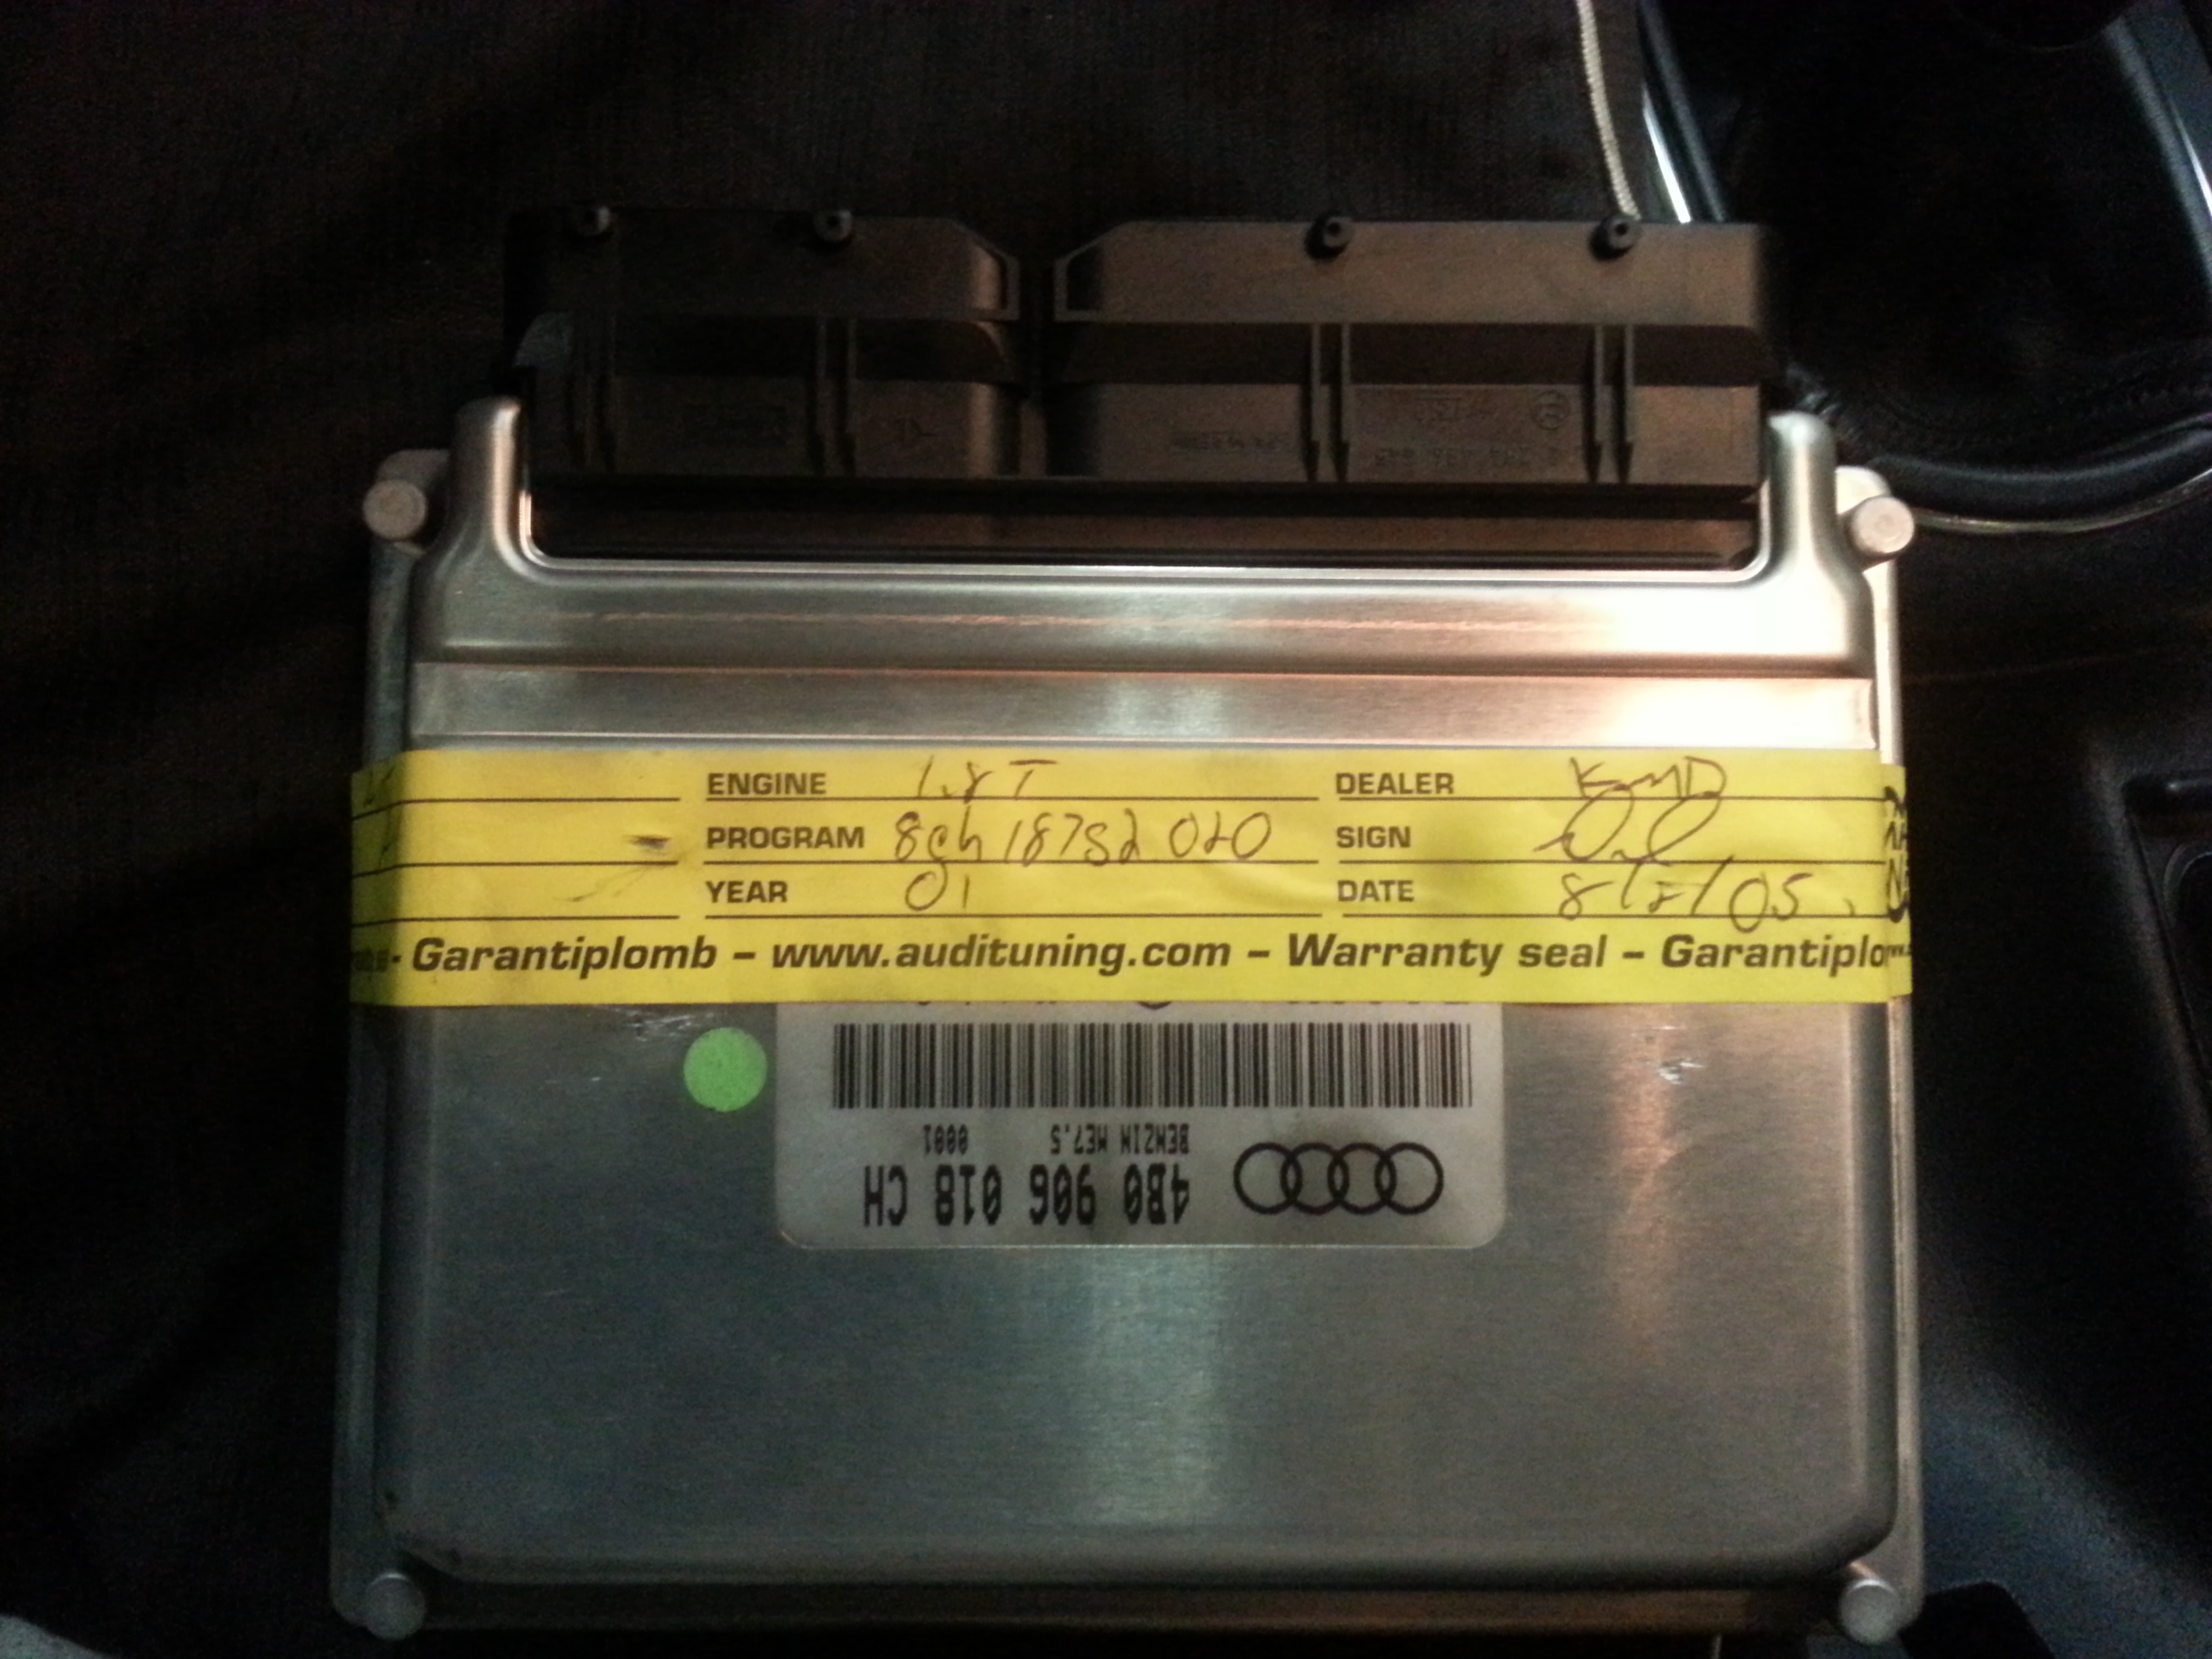 ENGINE 1.8T
PROGRAM
YEAR 01
DEALER KMD
SIGN
DATE
Garantiplomb - www.audituning.com - Warranty seal - Garantiplo
4B0 906 018 CH
BENZIN ME7.5 0001